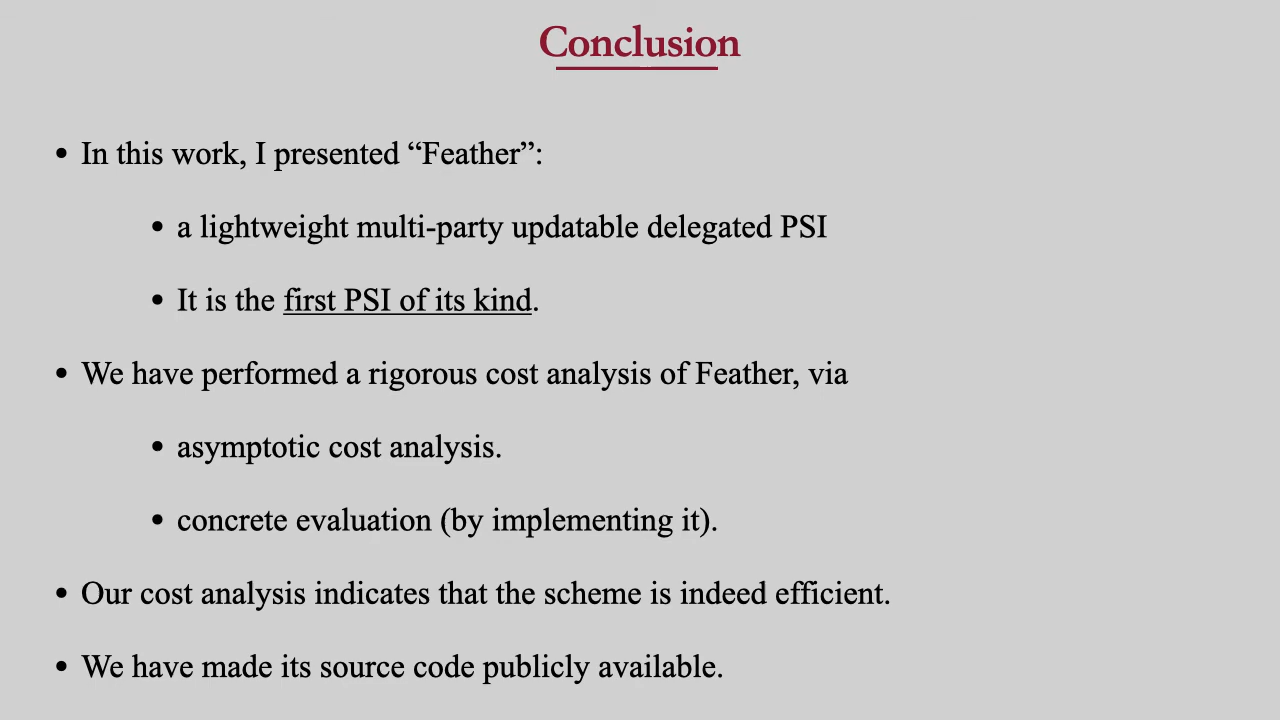 Conclusion
• In this work, I presented “Feather”:
• a lightweight multi-party updatable delegated PSI
• It is the first PSI of its kind.
• We have performed a rigorous cost analysis of Feather, via
• asymptotic cost analysis.
• concrete evaluation (by implementing it).
• Our cost analysis indicates that the scheme is indeed efficient.
• We have made its source code publicly available.